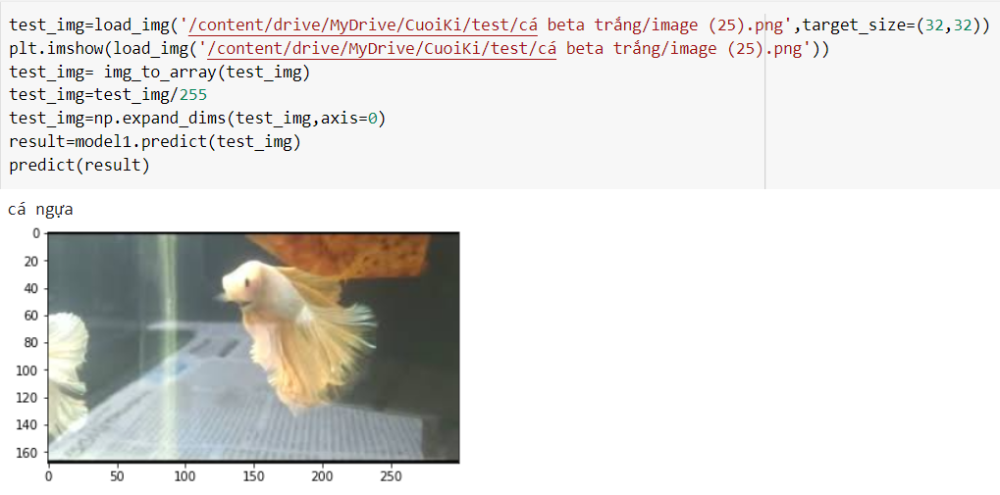 test_img=load_img('/content/drive/MyDrive/CuoiKi/test/cá beta trắng/image (25).png',target_size=(32,32))
plt.imshow(load_img('/content/drive/MyDrive/CuoiKi/test/cá beta trắng/image (25).png'))
test_img= img_to_array(test_img)
test_img=test_img/255
test_img=np.expand_dims(test_img,axis=0)
result=model1.predict(test_img)
predict(result)
cá ngựa
0
20
40
60
80
100
120
140
160
0 50 100 150 200 250